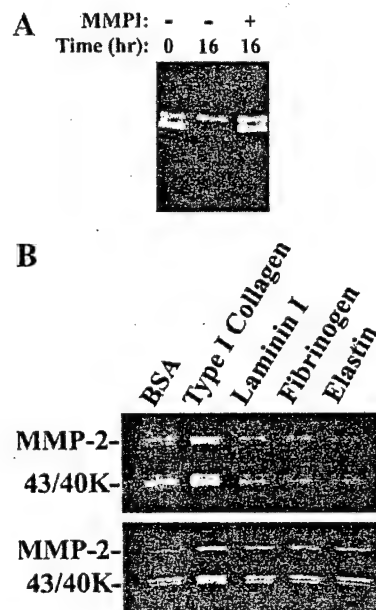 A
MMPI: - - +
Time (hr): 0 16 16
B
BSA
Type I Collagen
Laminin I
Fibrinogen
Elastin
MMP-2-
43/40K-
MMP-2-
43/40K-